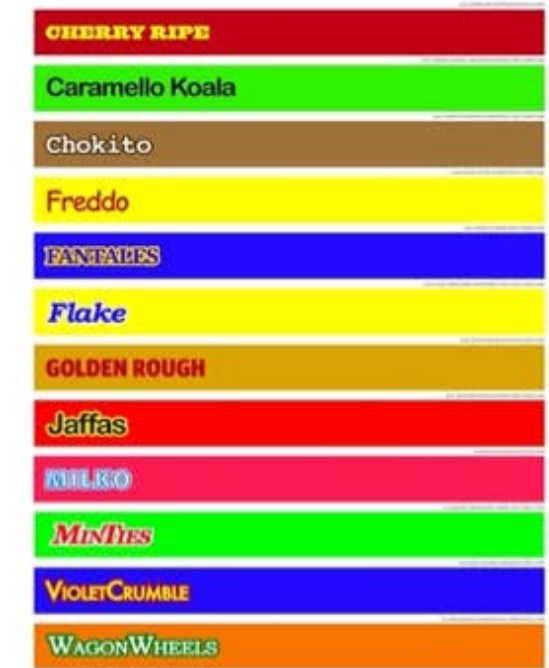 CHERRY RIPE
Caramello Koala
Chokito
Freddo
FANTALES
Flake
GOLDEN ROUGH
Jaffas
MILKO
MINTIES
VIOLETCRUMBLE
WAGONWHEELS